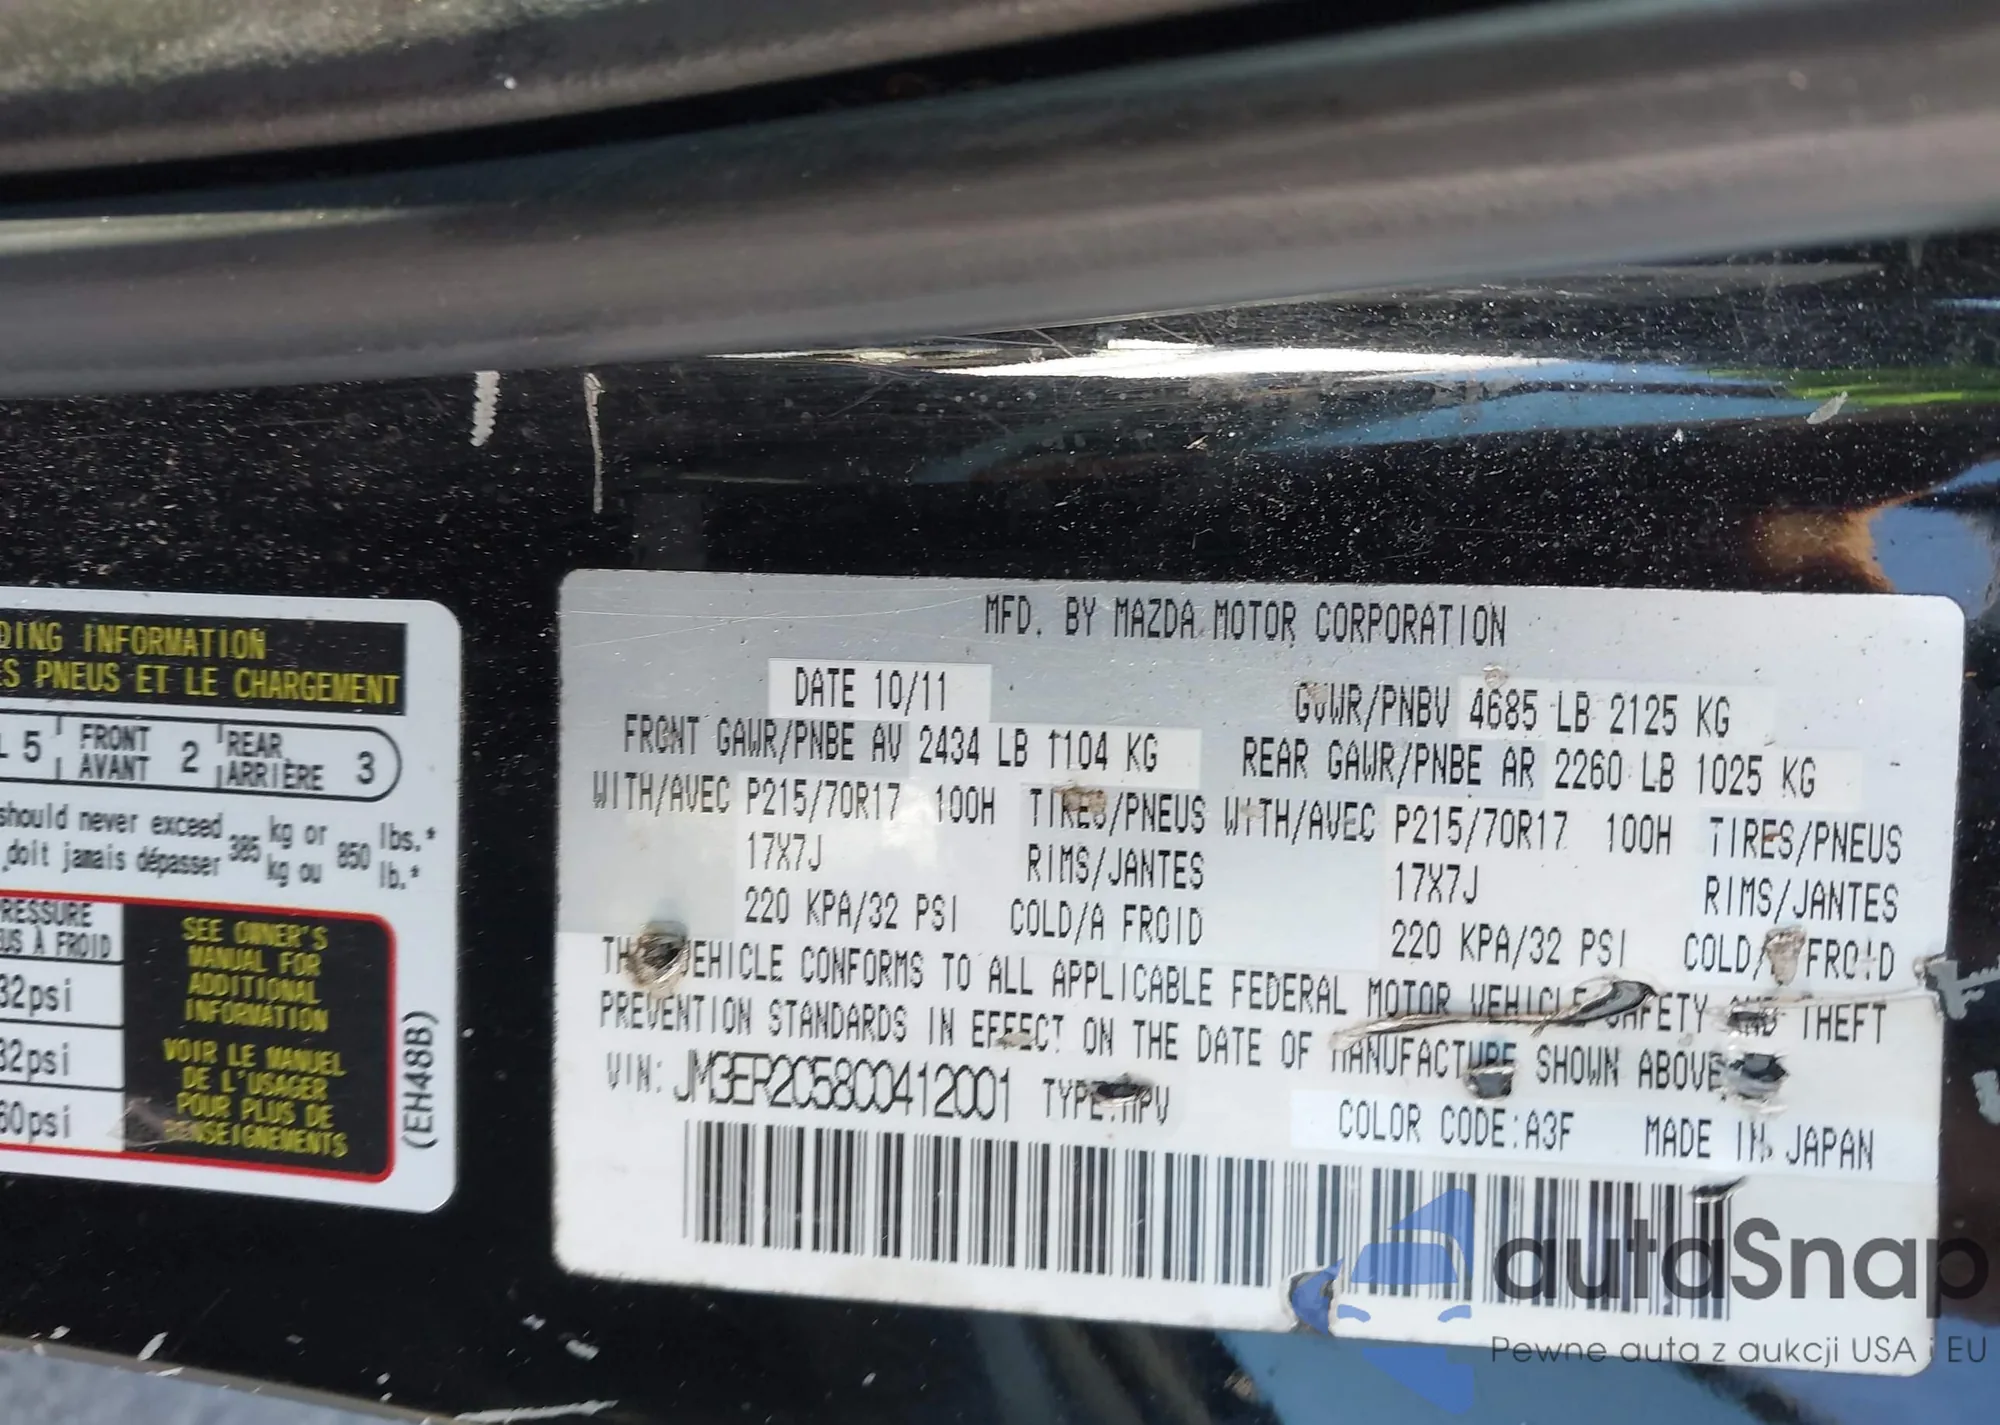 DING INFORMATION
ES PNEUS ET LE CHARGEMENT
L 5 FRONT AVANT 2 REAR ARRIÈRE 3
should never exceed 385 kg or 850 lbs.*
doit jamais dépasser kg ou lb.*
RESSURE
US À FROID
32psi
32psi
60psi
SEE OWNER'S
MANUAL FOR
ADDITIONAL
INFORMATION
VOIR LE MANUEL
DE L'USAGER
POUR PLUS DE
RENSEIGNEMENTS
(EH48B)
MFD. BY MAZDA MOTOR CORPORATION
DATE 10/11 GVWR/PNBV 4685 LB 2125 KG
FRONT GAWR/PNBE AV 2434 LB 1104 KG REAR GAWR/PNBE AR 2260 LB 1025 KG
WITH/AVEC P215/70R17 100H TIRES/PNEUS WITH/AVEC P215/70R17 100H TIRES/PNEUS
17X7J RIMS/JANTES 17X7J RIMS/JANTES
220 KPA/32 PSI COLD/A FROID 220 KPA/32 PSI COLD/ FROID
VEHICLE CONFORMS TO ALL APPLICABLE FEDERAL MOTOR VEHICLE SAFETY AND THEFT
PREVENTION STANDARDS IN EFFECT ON THE DATE OF MANUFACTURE SHOWN ABOVE
VIN: JM3ER2C58C0412001 TYPE:MPV
COLOR CODE:A3F MADE IN JAPAN
autaSnap
Pewne auta z aukcji USA i EU